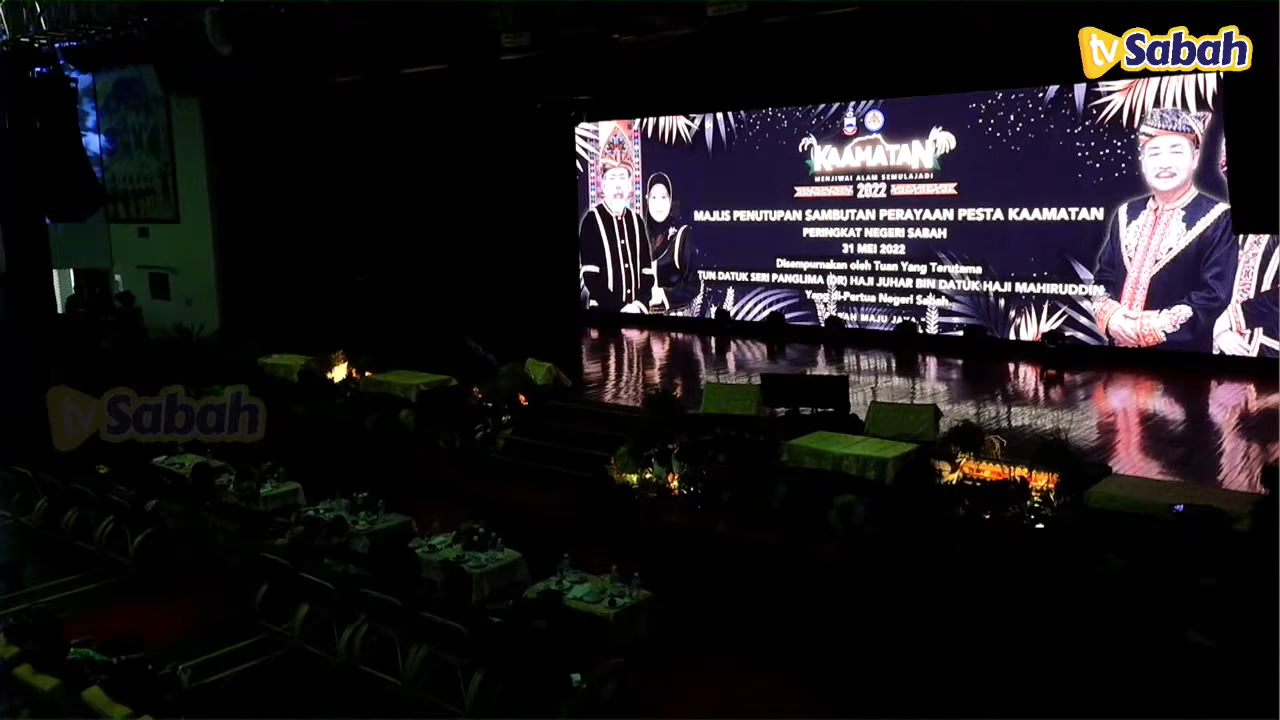 tv Sabah
KAAMATAN
MENJIWAI ALAM SEMULAJADI
2022
MAJLIS PENUTUPAN SAMBUTAN PERAYAAN PESTA KAAMATAN
PERINGKAT NEGERI SABAH
31 MEI 2022
Disempurnakan oleh Tuan Yang Terutama
TUN DATUK SERI PANGLIMA (DR) HAJI JUHAR BIN DATUK HAJI MAHIRUDDIN
Yang di-Pertua Negeri Sabah
MAJU JAYA
tv Sabah